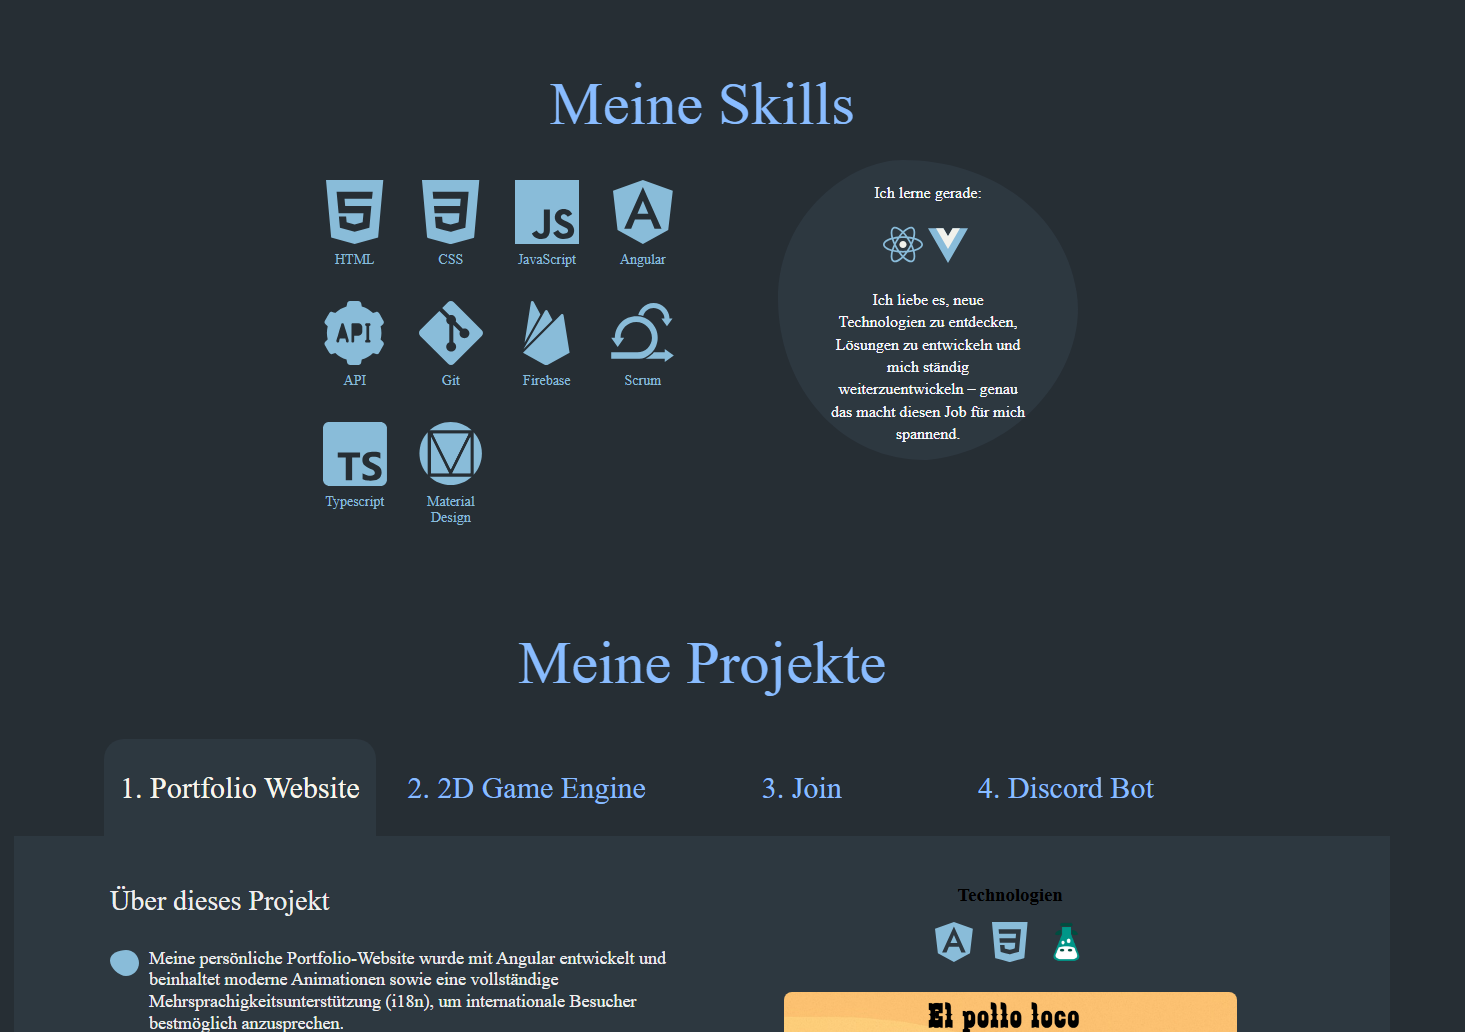 Meine Skills
JS
HTML
CSS
JavaScript
Angular
API
API
Git
Firebase
Scrum
TS
Typescript
Material
Design
Ich lerne gerade:
Ich liebe es, neue
Technologien zu entdecken,
Lösungen zu entwickeln und
mich ständig
weiterzuentwickeln – genau
das macht diesen Job für mich
spannend.
Meine Projekte
1. Portfolio Website
2. 2D Game Engine
3. Join
4. Discord Bot
Über dieses Projekt
Meine persönliche Portfolio-Website wurde mit Angular entwickelt und
beinhaltet moderne Animationen sowie eine vollständige
Mehrsprachigkeitsunterstützung (i18n), um internationale Besucher
bestmöglich anzusprechen.
Technologien
El pollo loco